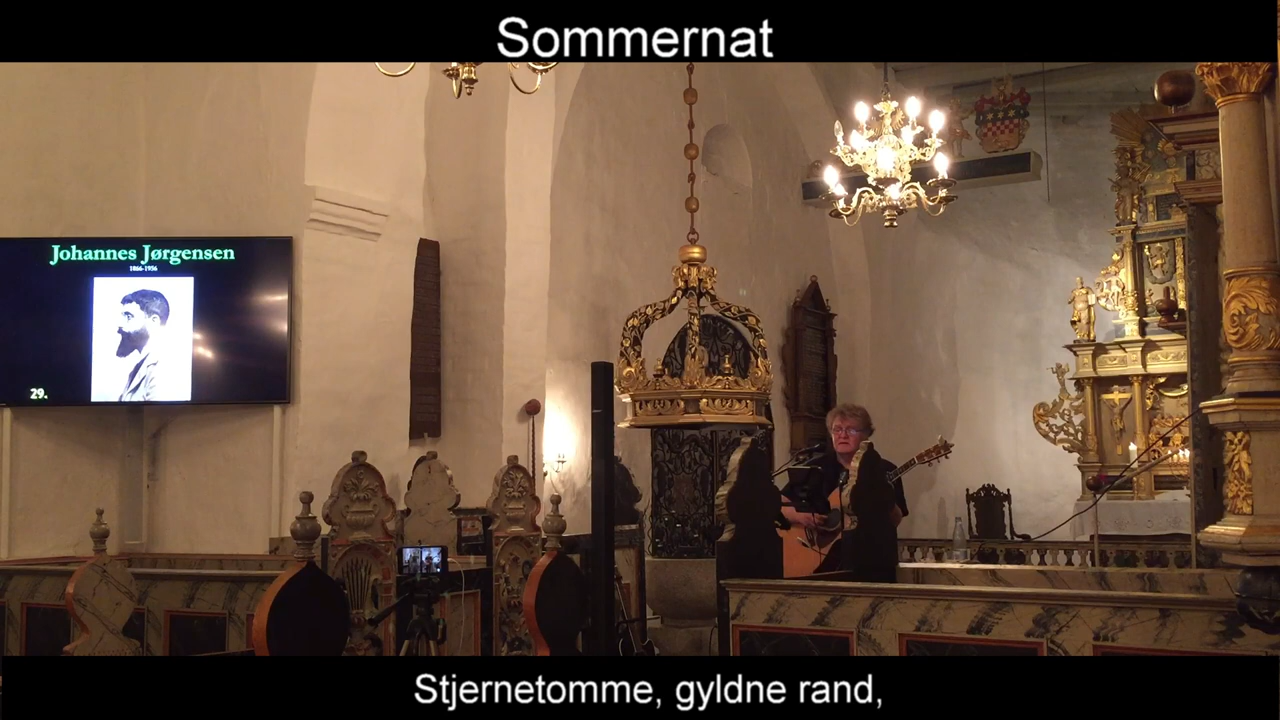 Sommernat
Johannes Jørgensen
1866-1956
29.
Stjernetomme, gyldne rand,